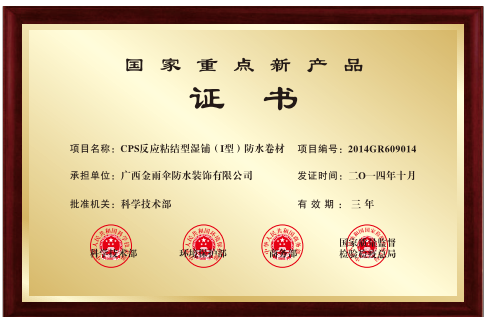 国家重点新产品
证书
项目名称：CPS反应粘结型湿铺（I型）防水卷材 项目编号：2014GR609014
承担单位：广西金雨伞防水装饰有限公司 发证时间：二O一四年十月
批准机关：科学技术部 有效期：三年
科学技术部 环境保护部 商务部 国家质量监督
检验检疫总局